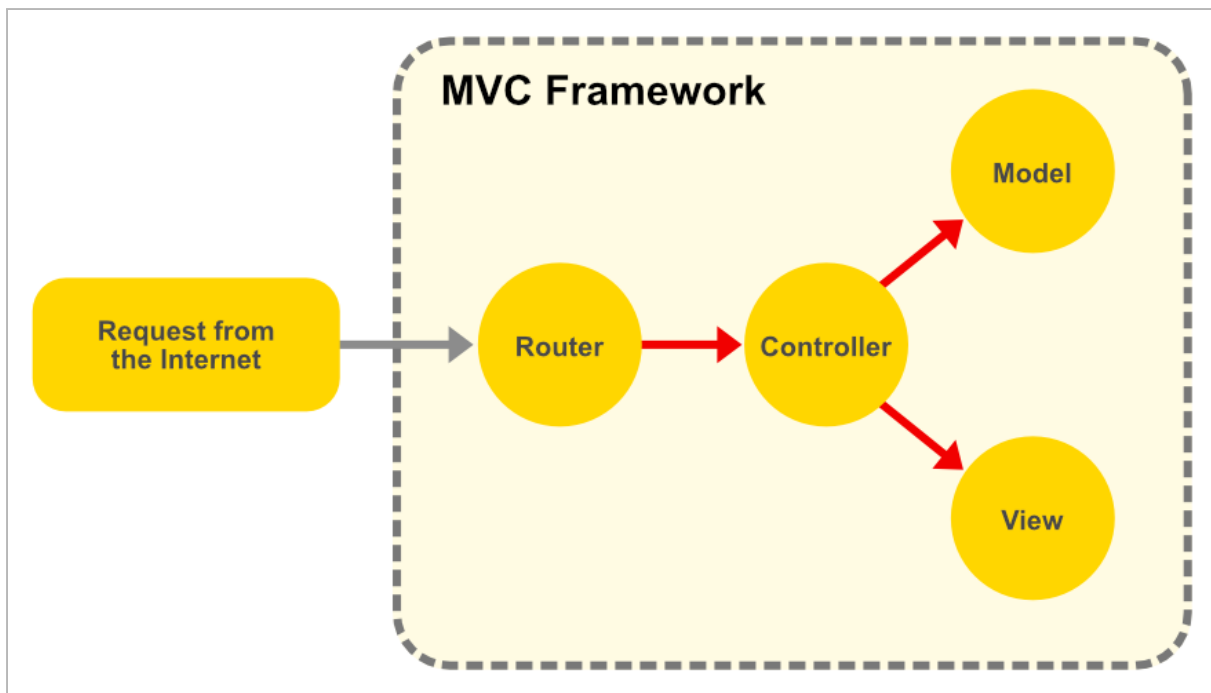 MVC Framework
Model
Request from
the Internet
Router
Controller
View